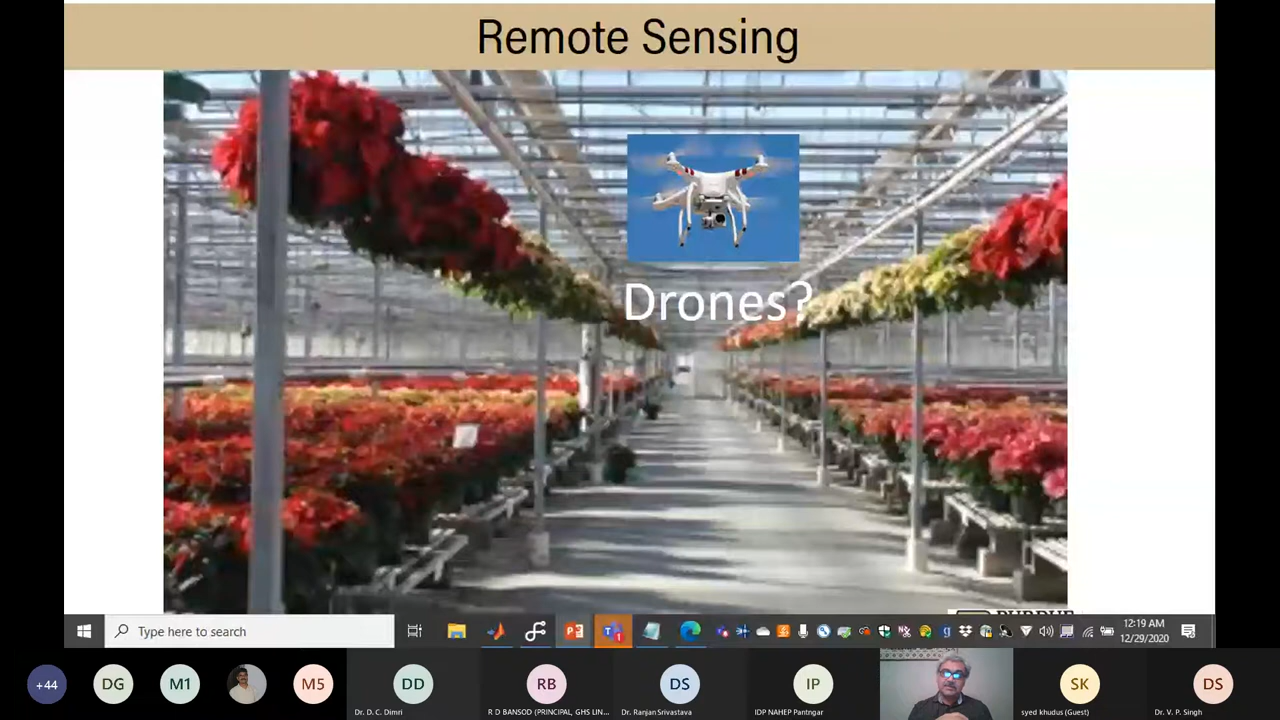 Remote Sensing
Drones?
PURDUE
Type here to search
12:19 AM
12/29/2020
+44
DG
M1
M5
DD
Dr. D. C. Dimri
RB
R D BANSOD (PRINCIPAL, GHS LIN...
DS
Dr. Ranjan Srivastava
IP
IDP NAHEP Pantngar
SK
syed khudus (Guest)
DS
Dr. V. P. Singh